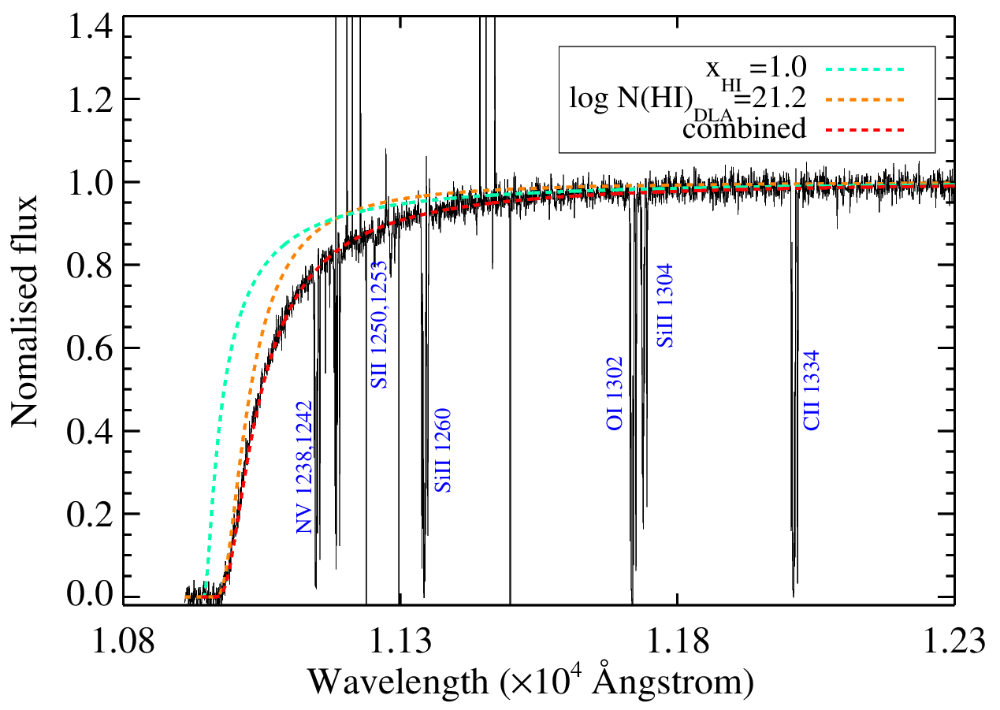 1.4
1.2
1.0
0.8
0.6
0.4
0.2
0.0
Nomalised flux
xHI =1.0
log N(HI)DLA=21.2
combined
NV 1238,1242
SII 1250,1253
SiII 1260
OI 1302
SiII 1304
CII 1334
1.08 1.13 1.18 1.23
Wavelength (×10⁴ Ångstrom)